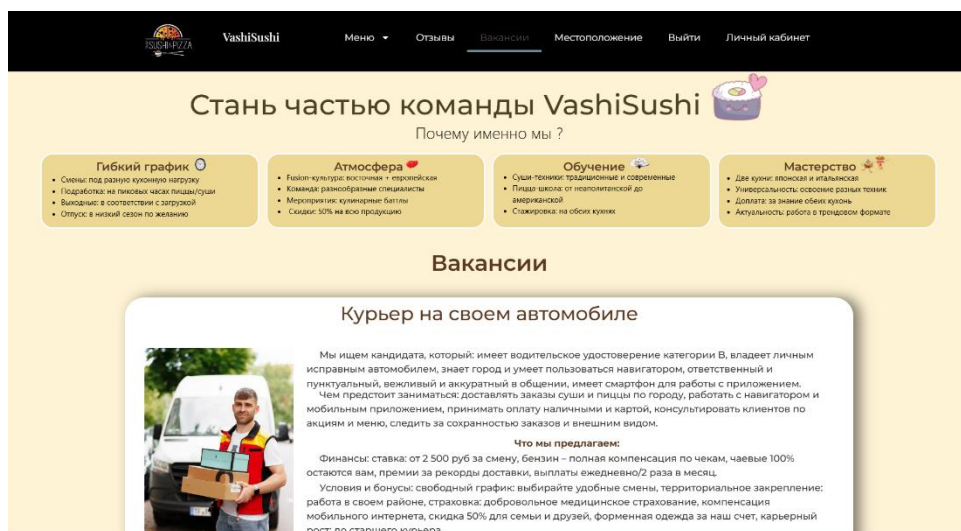 SUSHI&PIZZA
VashiSushi
Меню
Отзывы
Вакансии
Местоположение
Выйти
Личный кабинет
Стань частью команды VashiSushi
Почему именно мы ?
Гибкий график
• Смены: под разную кухонную нагрузку
• Подработка: на пиковых часах пиццы/суши
• Выходные: в соответствии с загрузкой
• Отпуск: в низкий сезон по желанию
Атмосфера
• Fusion-культура: восточная + европейская
• Команда: разнообразные специалисты
• Мероприятия: кулинарные баттлы
• Скидки: 50% на всю продукцию
Обучение
• Суши-техники: традиционные и современные
• Пицца-школа: от неаполитанской до
американской
• Стажировка: на обеих кухнях
Мастерство
• Две кухни: японская и итальянская
• Универсальность: освоение разных техник
• Доплата: за знание обеих кухонь
• Актуальность: работа в трендовом формате
Вакансии
Курьер на своем автомобиле
Мы ищем кандидата, который: имеет водительское удостоверение категории B, владеет личным
исправным автомобилем, знает город и умеет пользоваться навигатором, ответственный и
пунктуальный, вежливый и аккуратный в общении, имеет смартфон для работы с приложением.
Чем предстоит заниматься: доставлять заказы суши и пиццы по городу, работать с навигатором и
мобильным приложением, принимать оплату наличными и картой, консультировать клиентов по
акциям и меню, следить за сохранностью заказов и внешним видом.
Что мы предлагаем:
Финансы: ставка: от 2 500 руб за смену, бензин – полная компенсация по чекам, чаевые 100%
остаются вам, премии за рекорды доставки, выплаты ежедневно/2 раза в месяц.
Условия и бонусы: свободный график: выбирайте удобные смены, территориальное закрепление:
работа в своем районе, страховка: добровольное медицинское страхование, компенсация
мобильного интернета, скидка 50% для семьи и друзей, форменная одежда за наш счет, карьерный
рост: до старшего курьера